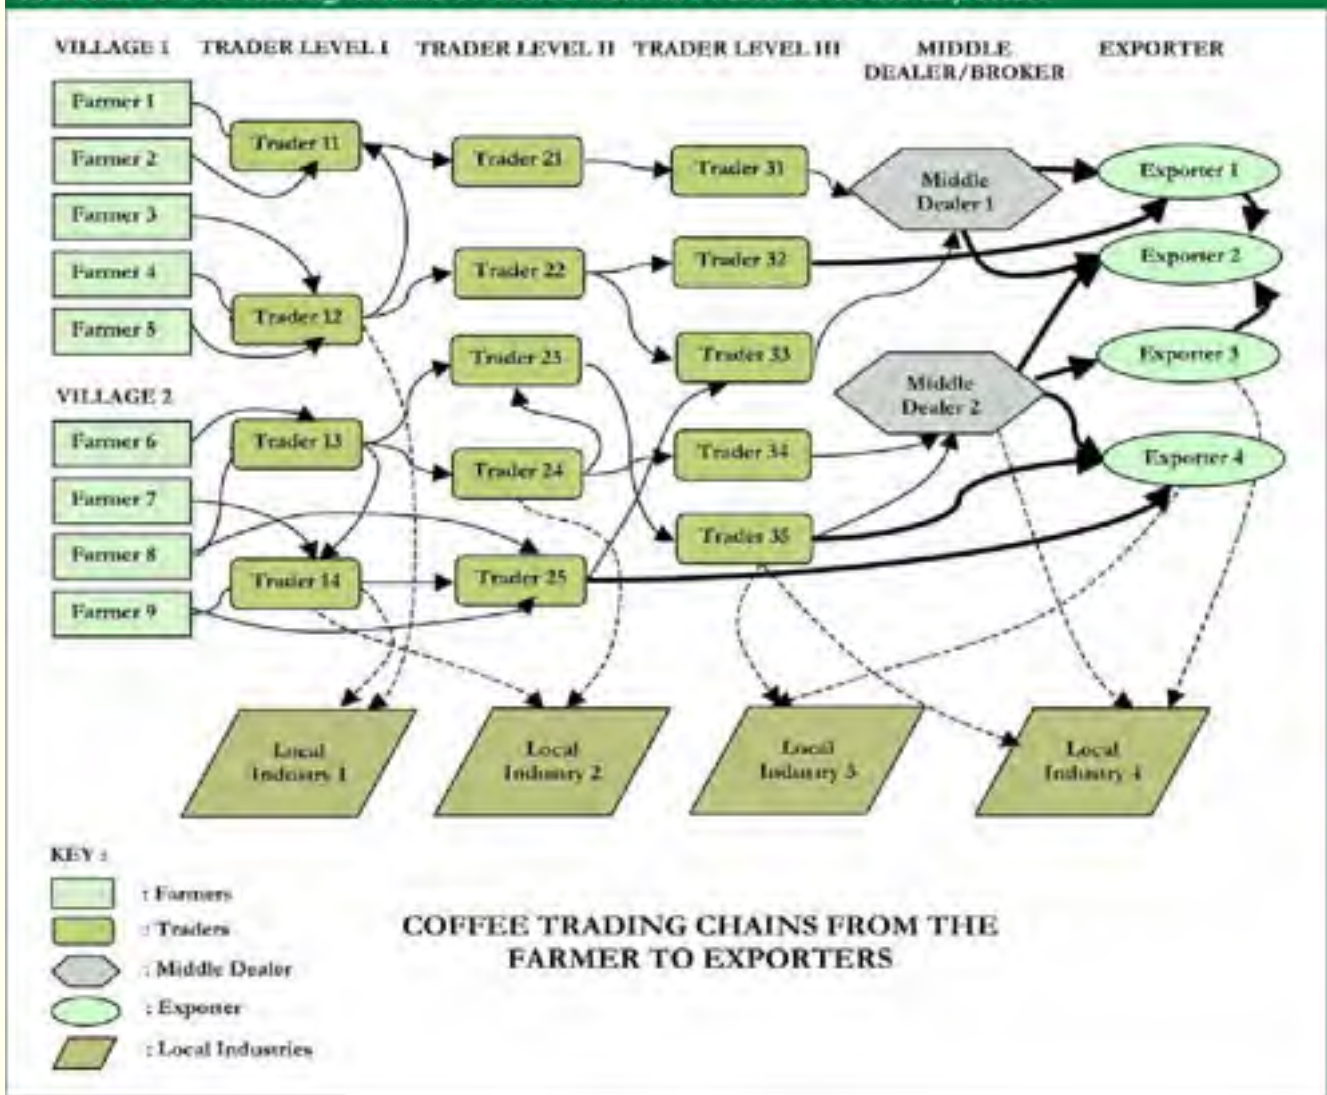 VILLAGE 1
TRADER LEVEL I
TRADER LEVEL II
TRADER LEVEL III
MIDDLE
DEALER/BROKER
EXPORTER
Farmer 1
Farmer 2
Farmer 3
Farmer 4
Farmer 5
VILLAGE 2
Farmer 6
Farmer 7
Farmer 8
Farmer 9
Trader 11
Trader 12
Trader 13
Trader 14
Trader 21
Trader 22
Trader 23
Trader 24
Trader 25
Trader 31
Trader 32
Trader 33
Trader 34
Trader 35
Middle
Dealer 1
Middle
Dealer 2
Exporter 1
Exporter 2
Exporter 3
Exporter 4
Local
Industry 1
Local
Industry 2
Local
Industry 3
Local
Industry 4
KEY :
: Farmers
: Traders
: Middle Dealer
: Exporter
: Local Industries
COFFEE TRADING CHAINS FROM THE
FARMER TO EXPORTERS